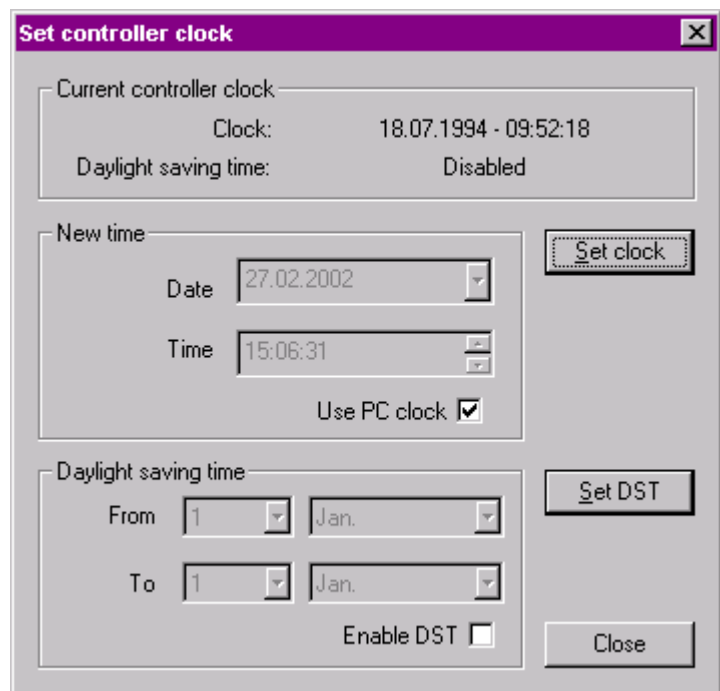 Set controller clock
Current controller clock
Clock: 18.07.1994 - 09:52:18
Daylight saving time: Disabled
New time
Set clock
Date 27.02.2002
Time 15:06:31
Use PC clock
Daylight saving time
Set DST
From 1 Jan.
To 1 Jan.
Enable DST
Close